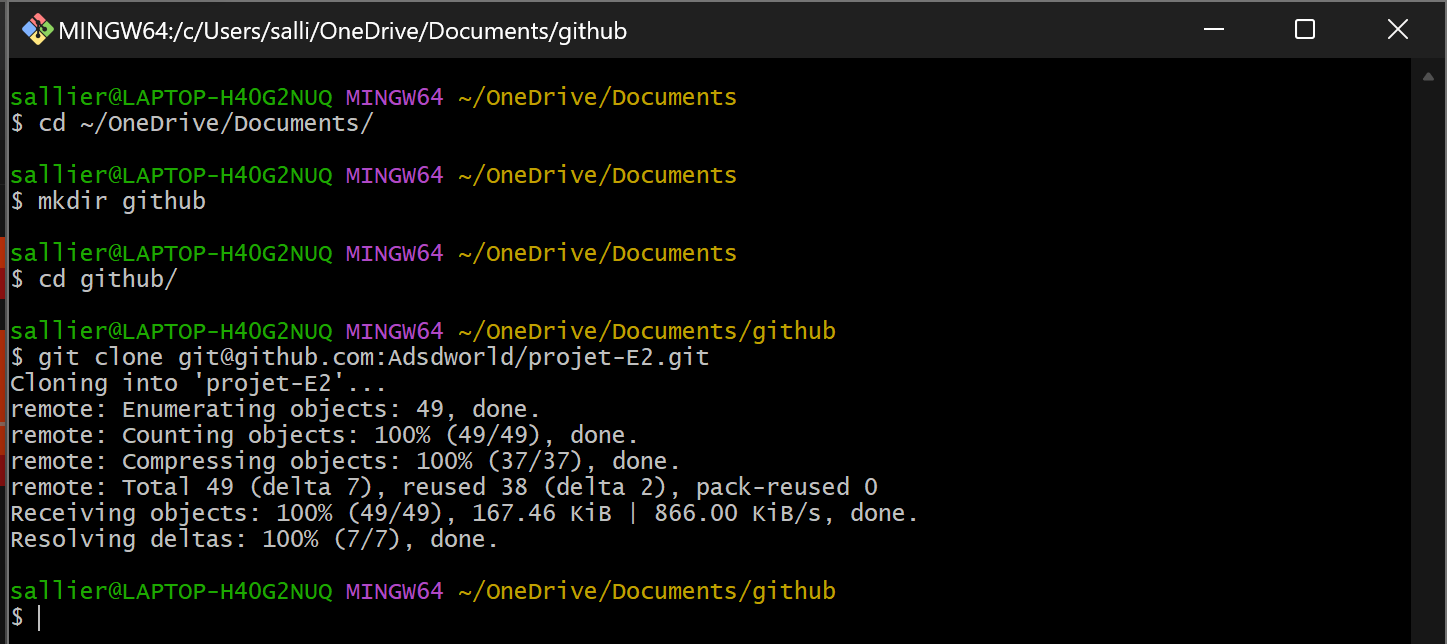 MINGW64:/c/Users/salli/OneDrive/Documents/github
sallier@LAPTOP-H40G2NUQ MINGW64 ~/OneDrive/Documents
$ cd ~/OneDrive/Documents/
sallier@LAPTOP-H40G2NUQ MINGW64 ~/OneDrive/Documents
$ mkdir github
sallier@LAPTOP-H40G2NUQ MINGW64 ~/OneDrive/Documents
$ cd github/
sallier@LAPTOP-H40G2NUQ MINGW64 ~/OneDrive/Documents/github
$ git clone git@github.com:Adsdworld/projet-E2.git
Cloning into 'projet-E2'...
remote: Enumerating objects: 49, done.
remote: Counting objects: 100% (49/49), done.
remote: Compressing objects: 100% (37/37), done.
remote: Total 49 (delta 7), reused 38 (delta 2), pack-reused 0
Receiving objects: 100% (49/49), 167.46 KiB | 866.00 KiB/s, done.
Resolving deltas: 100% (7/7), done.
sallier@LAPTOP-H40G2NUQ MINGW64 ~/OneDrive/Documents/github
$